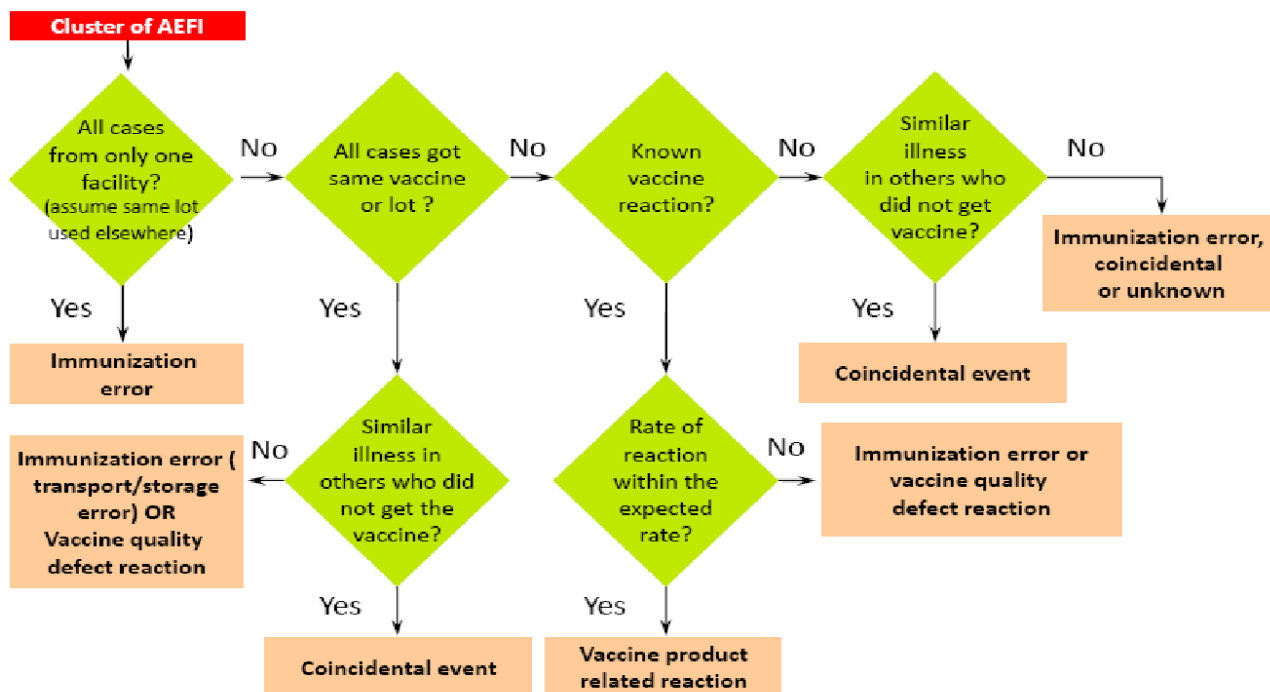 Cluster of AEFI
All cases
from only one
facility?
(assume same lot
used elsewhere)
No
All cases got
same vaccine
or lot ?
No
Known
vaccine
reaction?
No
Similar
illness
in others who
did not get
vaccine?
No
Immunization error,
coincidental
or unknown
Yes
Immunization
error
Yes
Yes
Yes
Coincidental event
Similar
illness in
others who did
not get the
vaccine?
No
Immunization error (
transport/storage
error) OR
Vaccine quality
defect reaction
Yes
Coincidental event
Rate of
reaction
within the
expected
rate?
No
Immunization error or
vaccine quality
defect reaction
Yes
Vaccine product
related reaction